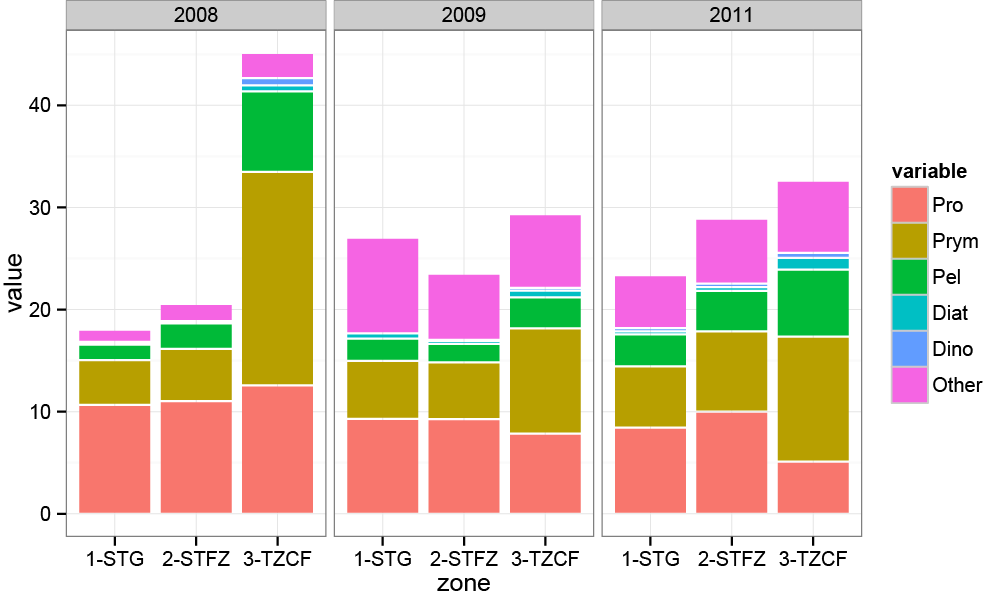 2008 2009 2011
value
40
30
20
10
0
1-STG 2-STFZ 3-TZCF 1-STG 2-STFZ 3-TZCF 1-STG 2-STFZ 3-TZCF
zone
variable
Pro
Prym
Pel
Diat
Dino
Other